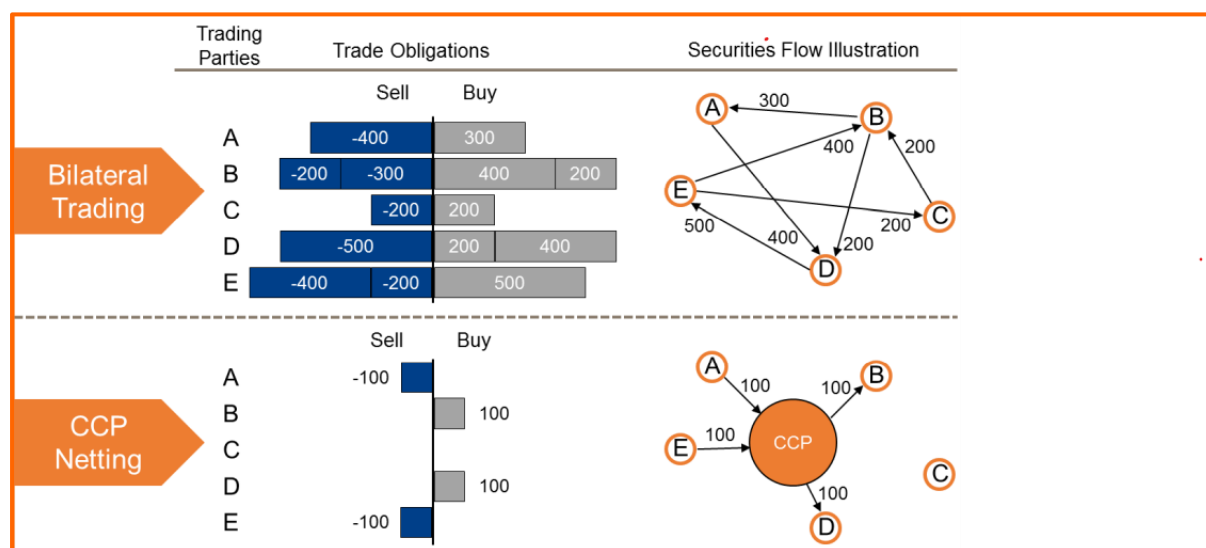 Trading Parties
Trade Obligations
Securities Flow Illustration
Bilateral Trading
Sell Buy
A -400 300
B -200 -300 400 200
C -200 200
D -500 200 400
E -400 -200 500
A 300 B
400 200
E
500 400 200 200 C
D
CCP Netting
Sell Buy
A -100
B 100
C
D 100
E -100
A B
100 100
E 100 CCP
C
100
D